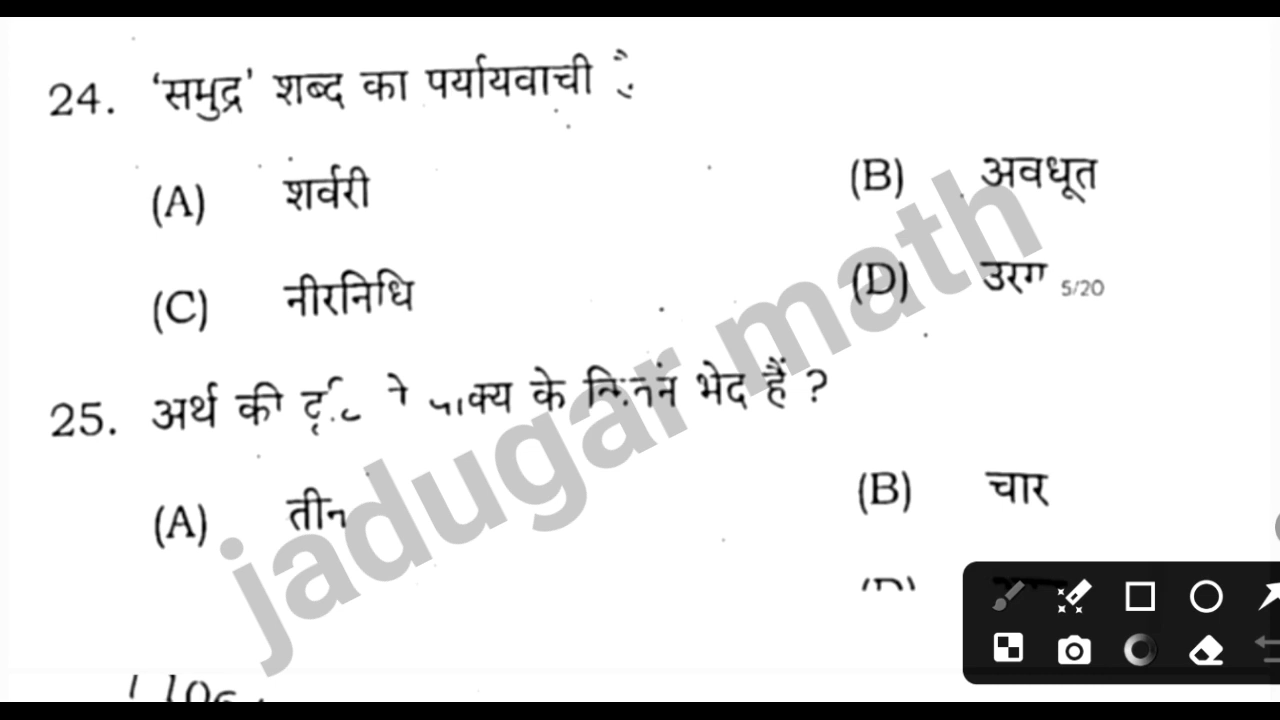 24. 'समुद्र' शब्द का पर्यायवाची
(A) शर्वरी (B) अवधूत
(C) नीरनिधि (D) उरग 5/20
25. अर्थ की वाक्य के भेद हैं ?
(A) तीन (B) चार
jadugar math